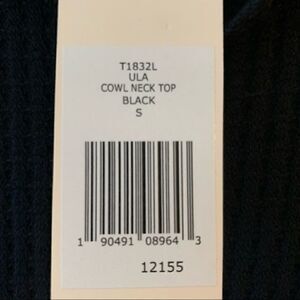 T1832L
ULA
COWL NECK TOP
BLACK
S
1 90491 08964 3
12155